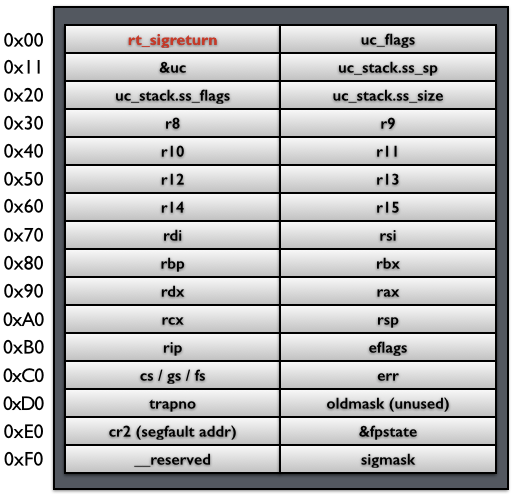 0x00 rt_sigreturn uc_flags
0x11 &uc uc_stack.ss_sp
0x20 uc_stack.ss_flags uc_stack.ss_size
0x30 r8 r9
0x40 r10 r11
0x50 r12 r13
0x60 r14 r15
0x70 rdi rsi
0x80 rbp rbx
0x90 rdx rax
0xA0 rcx rsp
0xB0 rip eflags
0xC0 cs / gs / fs err
0xD0 trapno oldmask (unused)
0xE0 cr2 (segfault addr) &fpstate
0xF0 __reserved sigmask